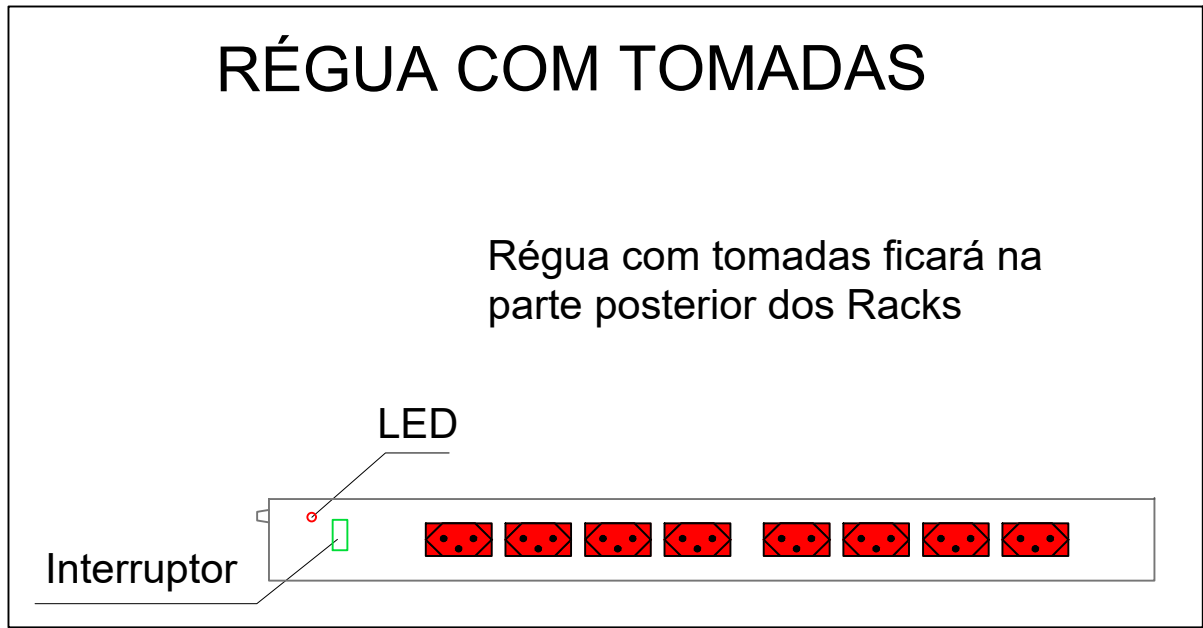 RÉGUA COM TOMADAS
Régua com tomadas ficará na
parte posterior dos Racks
LED
Interruptor